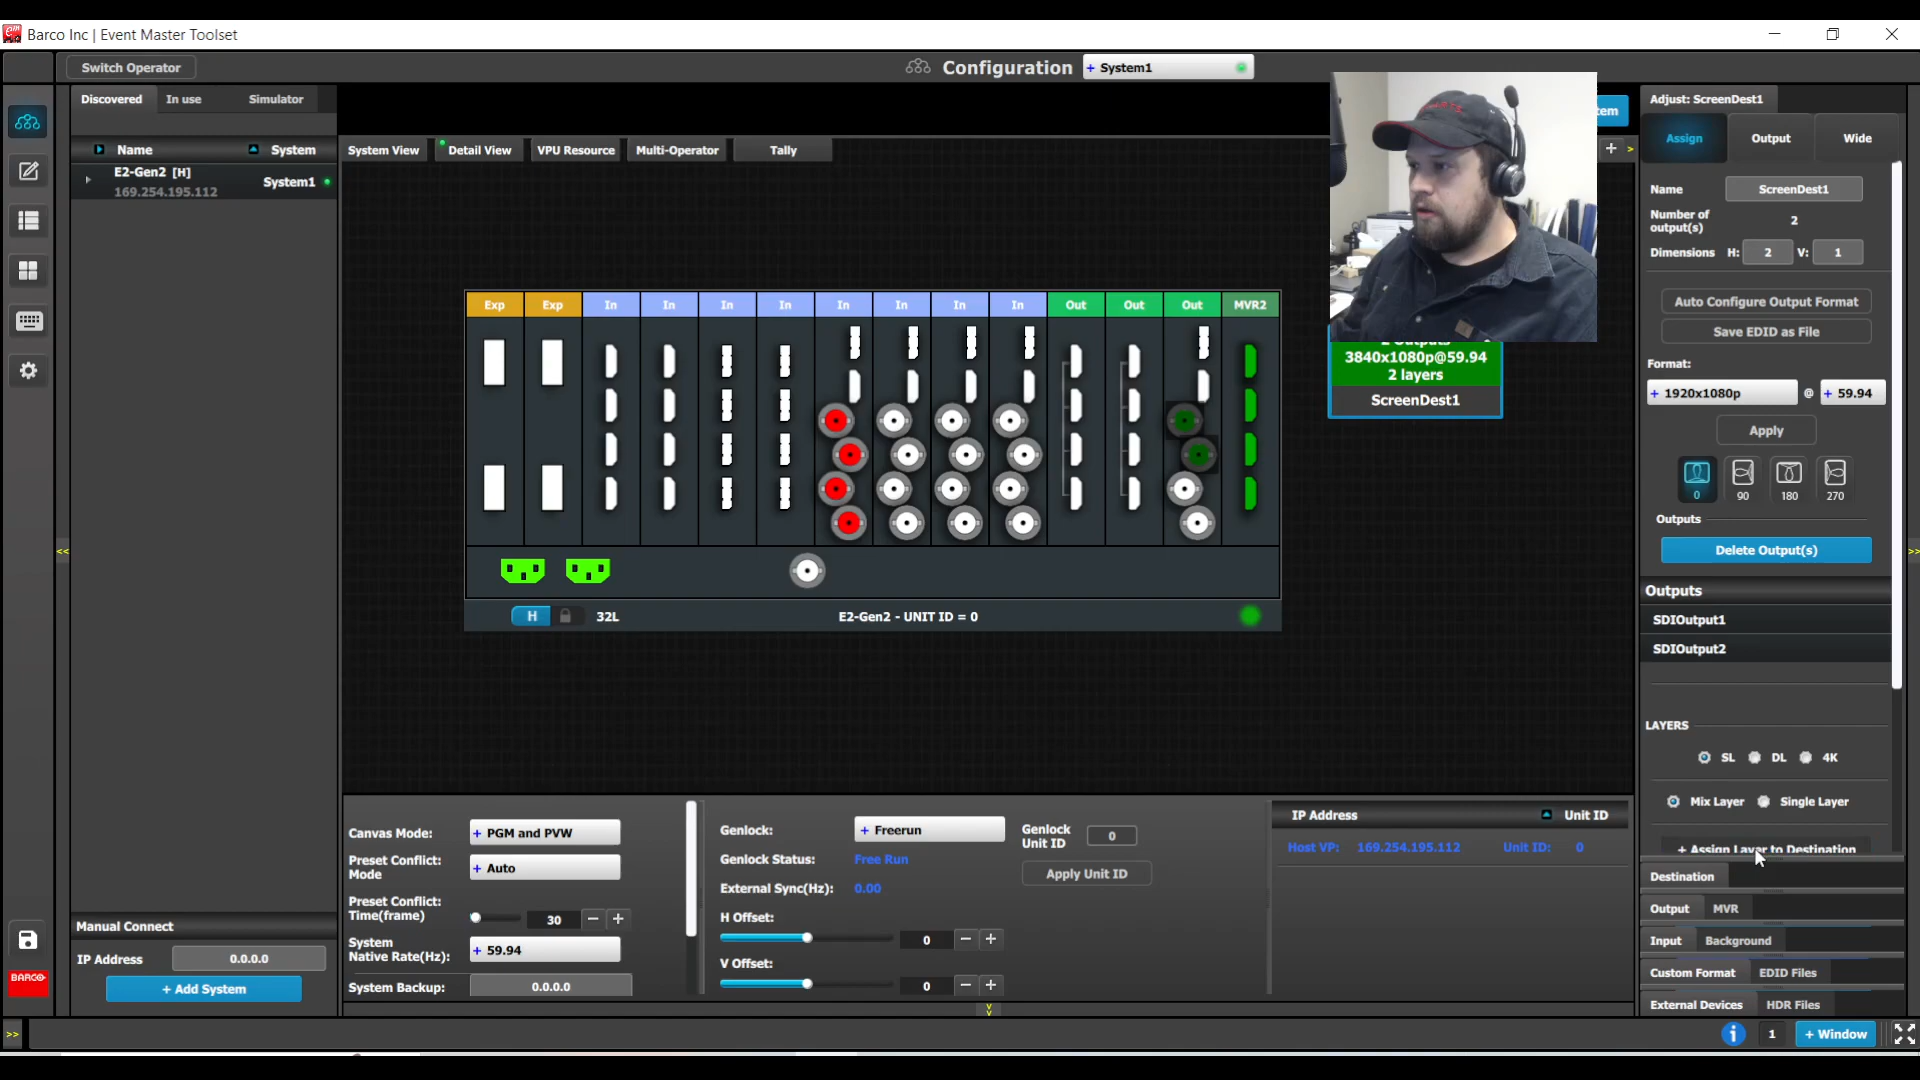 Barco Inc | Event Master Toolset
Switch Operator
Configuration
+ System1
Discovered
In use
Simulator
Name
System
E2-Gen2 [H]
169.254.195.112
System1
System View
Detail View
VPU Resource
Multi-Operator
Tally
+
>
Exp
Exp
In
In
In
In
In
In
In
In
Out
Out
Out
MVR2
H
32L
E2-Gen2 - UNIT ID = 0
3840x1080p@59.94
2 layers
ScreenDest1
<<
>>
Manual Connect
IP Address
0.0.0.0
+ Add System
BARCO
Canvas Mode:
+ PGM and PVW
Preset Conflict:
Mode
+ Auto
Preset Conflict:
Time(frame)
30
−
+
System
Native Rate(Hz):
+ 59.94
System Backup:
0.0.0.0
Genlock:
+ Freerun
Genlock
Unit ID
0
Genlock Status:
Free Run
Apply Unit ID
External Sync(Hz):
0.00
H Offset:
0
−
+
V Offset:
0
−
+
IP Address
Unit ID
Host VP:
169.254.195.112
Unit ID:
0
Adjust: ScreenDest1
Assign
Output
Wide
Name
ScreenDest1
Number of
output(s)
2
Dimensions
H:
2
V:
1
Auto Configure Output Format
Save EDID as File
Format:
+ 1920x1080p
@
+ 59.94
Apply
0
90
180
270
Outputs
Delete Output(s)
Outputs
SDIOutput1
SDIOutput2
LAYERS
SL
DL
4K
Mix Layer
Single Layer
+ Assign Layer to Destination
Destination
Output
MVR
Input
Background
Custom Format
EDID Files
External Devices
HDR Files
>>
i
1
+ Window